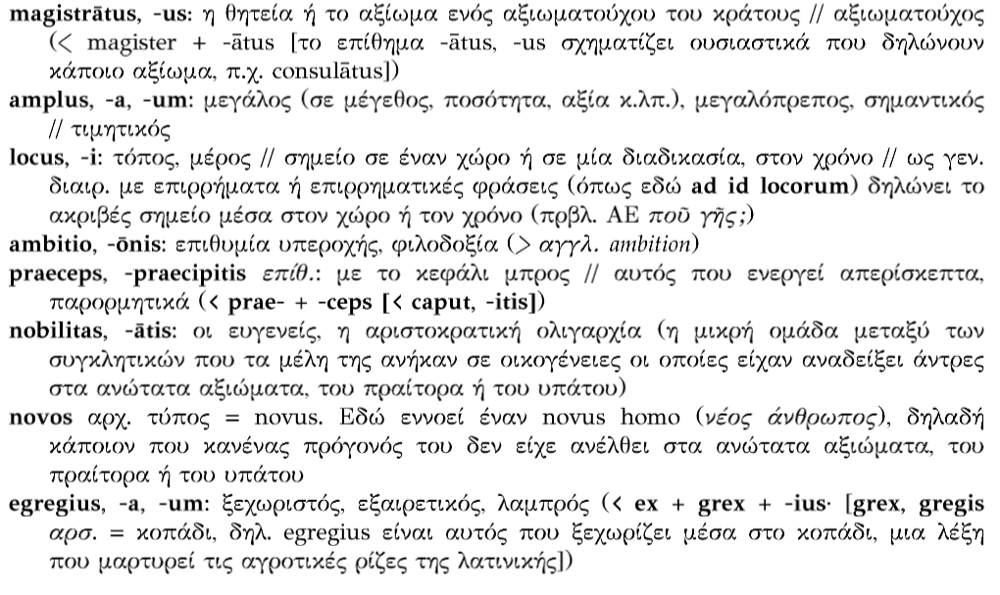 magistrātus, -us: η θητεία ή το αξίωμα ενός αξιωματούχου του κράτους // αξιωματούχος
(< magister + -ātus [το επίθημα -ātus, -us σχηματίζει ουσιαστικά που δηλώνουν
κάποιο αξίωμα, π.χ. consulātus])
amplus, -a, -um: μεγάλος (σε μέγεθος, ποσότητα, αξία κ.λπ.), μεγαλόπρεπος, σημαντικός
// τιμητικός
locus, -i: τόπος, μέρος // σημείο σε έναν χώρο ή σε μία διαδικασία, στον χρόνο // ως γεν.
διαιρ. με επιρρήματα ή επιρρηματικές φράσεις (όπως εδώ ad id locorum) δηλώνει το
ακριβές σημείο μέσα στον χώρο ή τον χρόνο (πρβλ. ΑΕ ποῦ γῆς;)
ambitio, -ōnis: επιθυμία υπεροχής, φιλοδοξία (> αγγλ. ambition)
praeceps, -praecipitis επίθ.: με το κεφάλι μπρος // αυτός που ενεργεί απερίσκεπτα,
παρορμητικά (< prae- + -ceps [< caput, -itis])
nobilitas, -ātis: οι ευγενείς, η αριστοκρατική ολιγαρχία (η μικρή ομάδα μεταξύ των
συγκλητικών που τα μέλη της ανήκαν σε οικογένειες οι οποίες είχαν αναδείξει άντρες
στα ανώτατα αξιώματα, του πραίτορα ή του υπάτου)
novos αρχ. τύπος = novus. Εδώ εννοεί έναν novus homo (νέος άνθρωπος), δηλαδή
κάποιον που κανένας πρόγονός του δεν είχε ανέλθει στα ανώτατα αξιώματα, του
πραίτορα ή του υπάτου
egregius, -a, -um: ξεχωριστός, εξαιρετικός, λαμπρός (< ex + grex + -ius· [grex, gregis
αρσ. = κοπάδι, δηλ. egregius είναι αυτός που ξεχωρίζει μέσα στο κοπάδι, μια λέξη
που μαρτυρεί τις αγροτικές ρίζες της λατινικής])